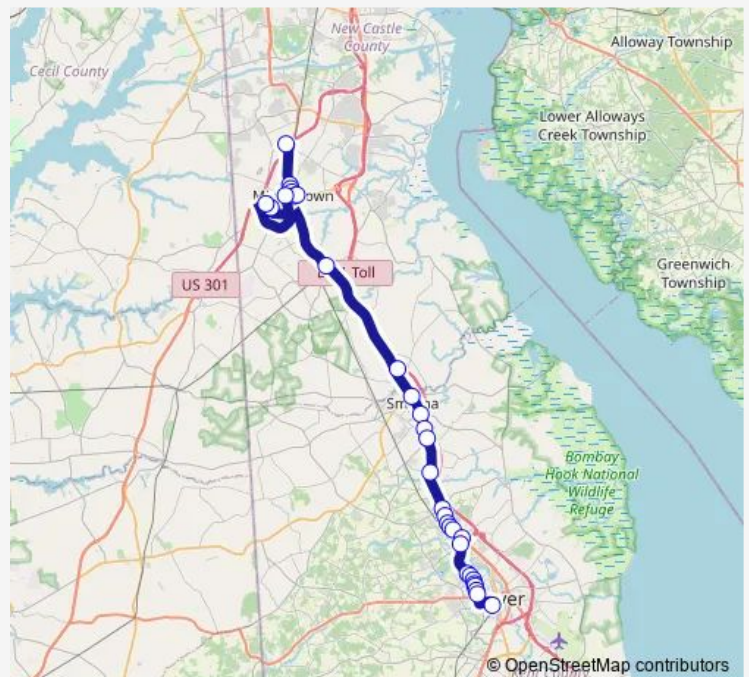 New Castle
County
Alloway Township
Cecil County
Lower Alloways
Creek Township
US 301
Toll
Greenwich
Township
Bombay
Hook National
Wildlife
Refuge
© OpenStreetMap contributors